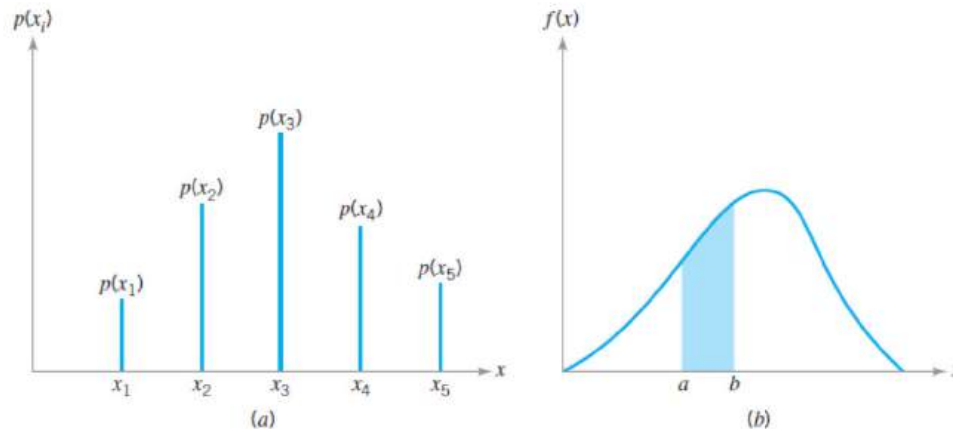 p(xᵢ)
f(x)
p(x₃)
p(x₂)
p(x₄)
p(x₅)
p(x₁)
x₁ x₂ x₃ x₄ x₅ x
a b
(a)
(b)